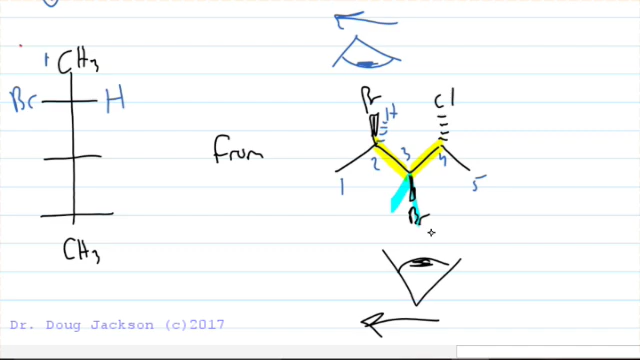 1 CH3
Br H
CH3
From
Br H Cl
1 2 3 4 5
Br
Dr. Doug Jackson (c)2017